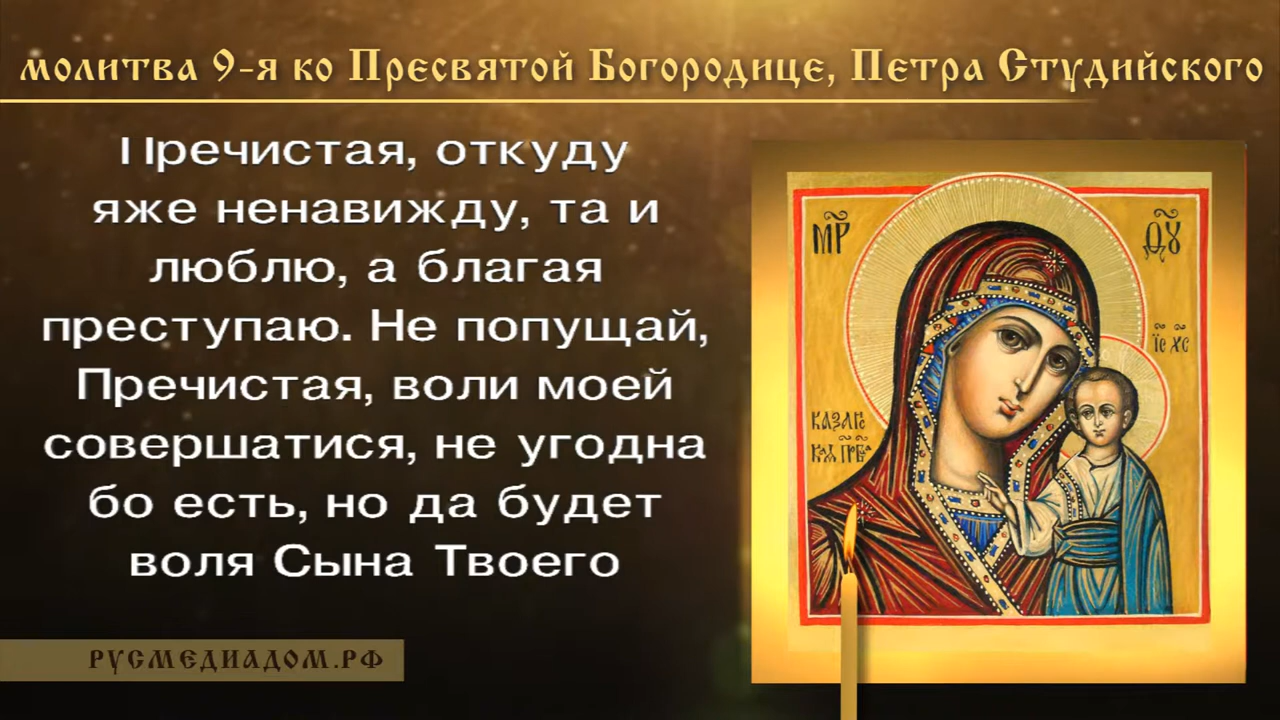 молитва 9-я ко Пресвятой Богородице, Петра Студийского
Пречистая, откуду
яже ненавижду, та и
люблю, а благая
преступаю. Не попущай,
Пречистая, воли моей
совершатися, не угодна
бо есть, но да будет
воля Сына Твоего
РУСМЕДИАДОМ.РФ
МР ѲУ
ІС ХС